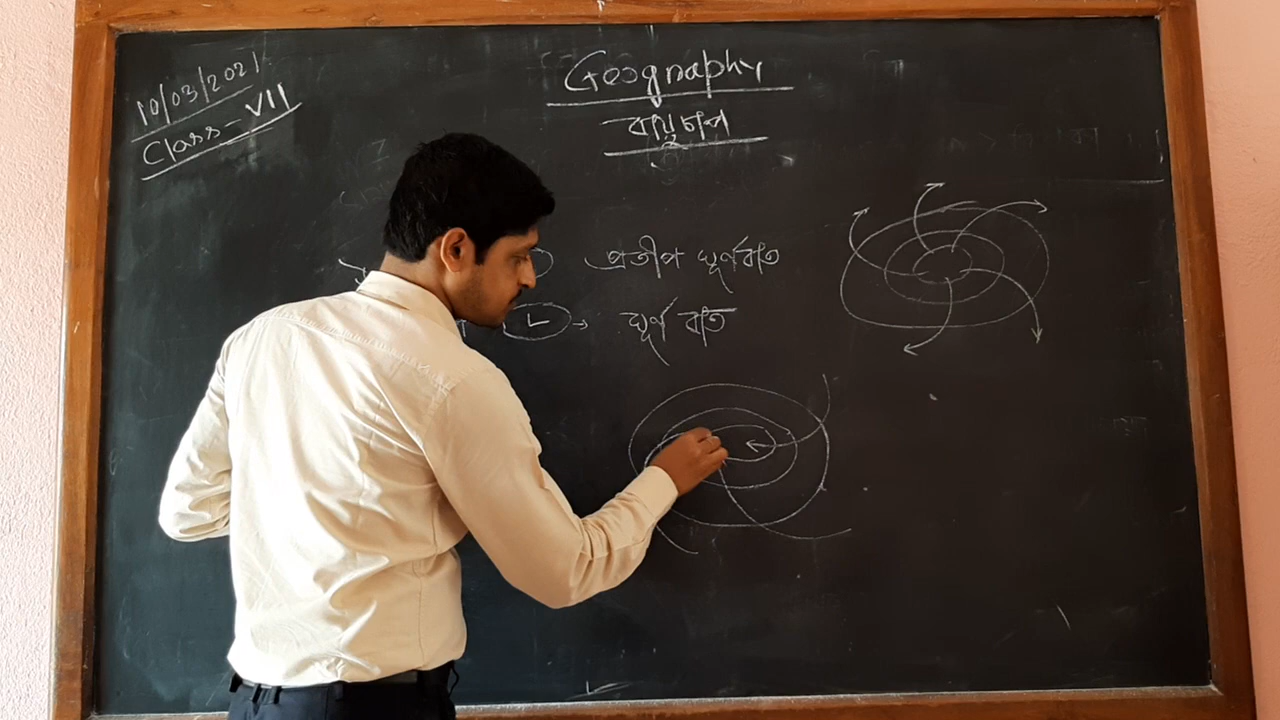 10/03/2021
Class - VII
Geography
বায়ুচাপ
প্রতীপ ঘূর্ণবাত
L → ঘূর্ণ বাত